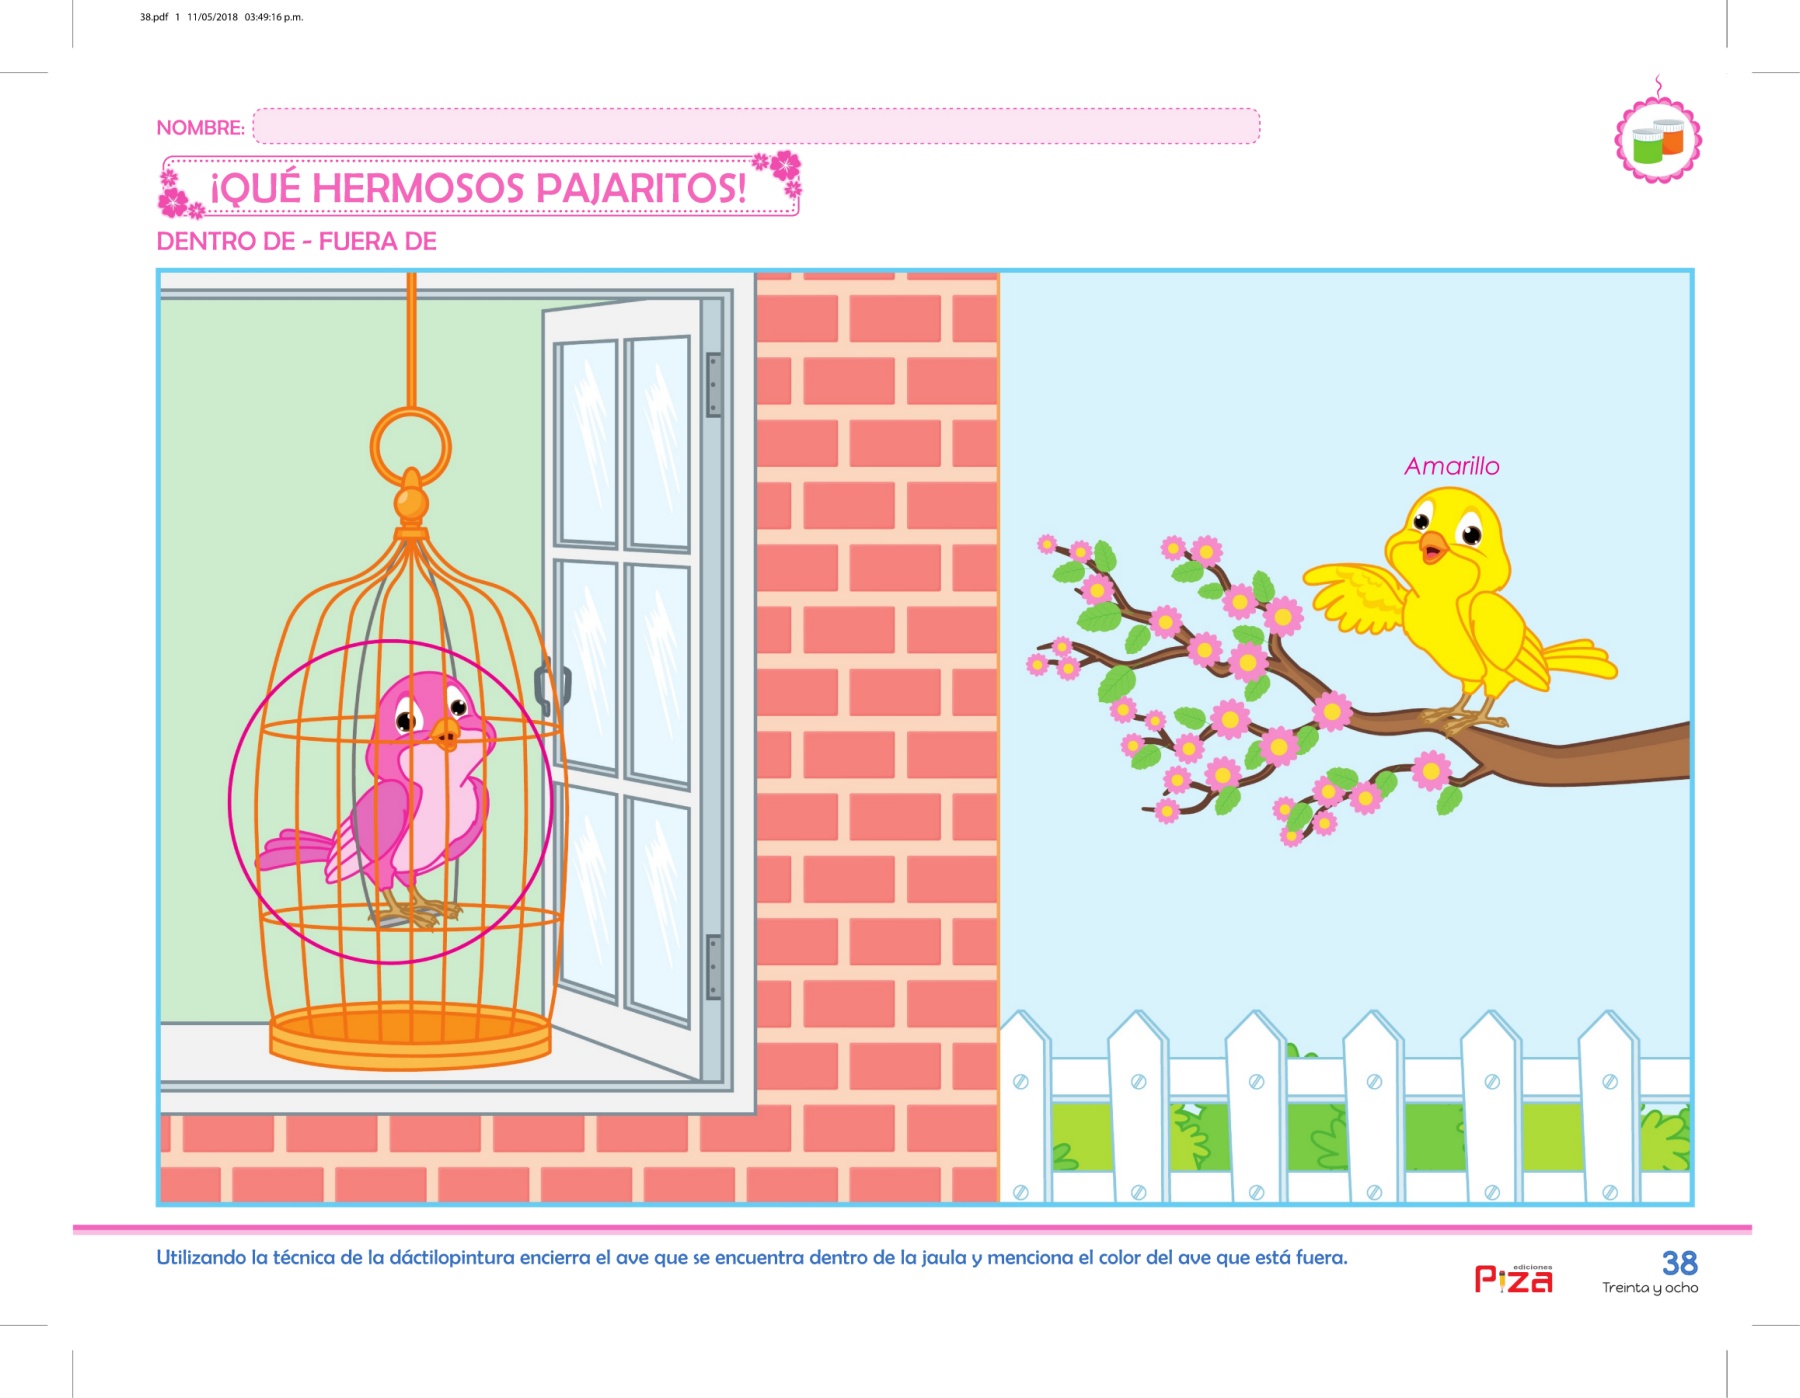 38.pdf 1 11/05/2018 03:49:16 p.m.
NOMBRE:
¡QUÉ HERMOSOS PAJARITOS!
DENTRO DE - FUERA DE
Amarillo
Utilizando la técnica de la dáctilopintura encierra el ave que se encuentra dentro de la jaula y menciona el color del ave que está fuera.
ediciones
Piza
38
Treinta y ocho